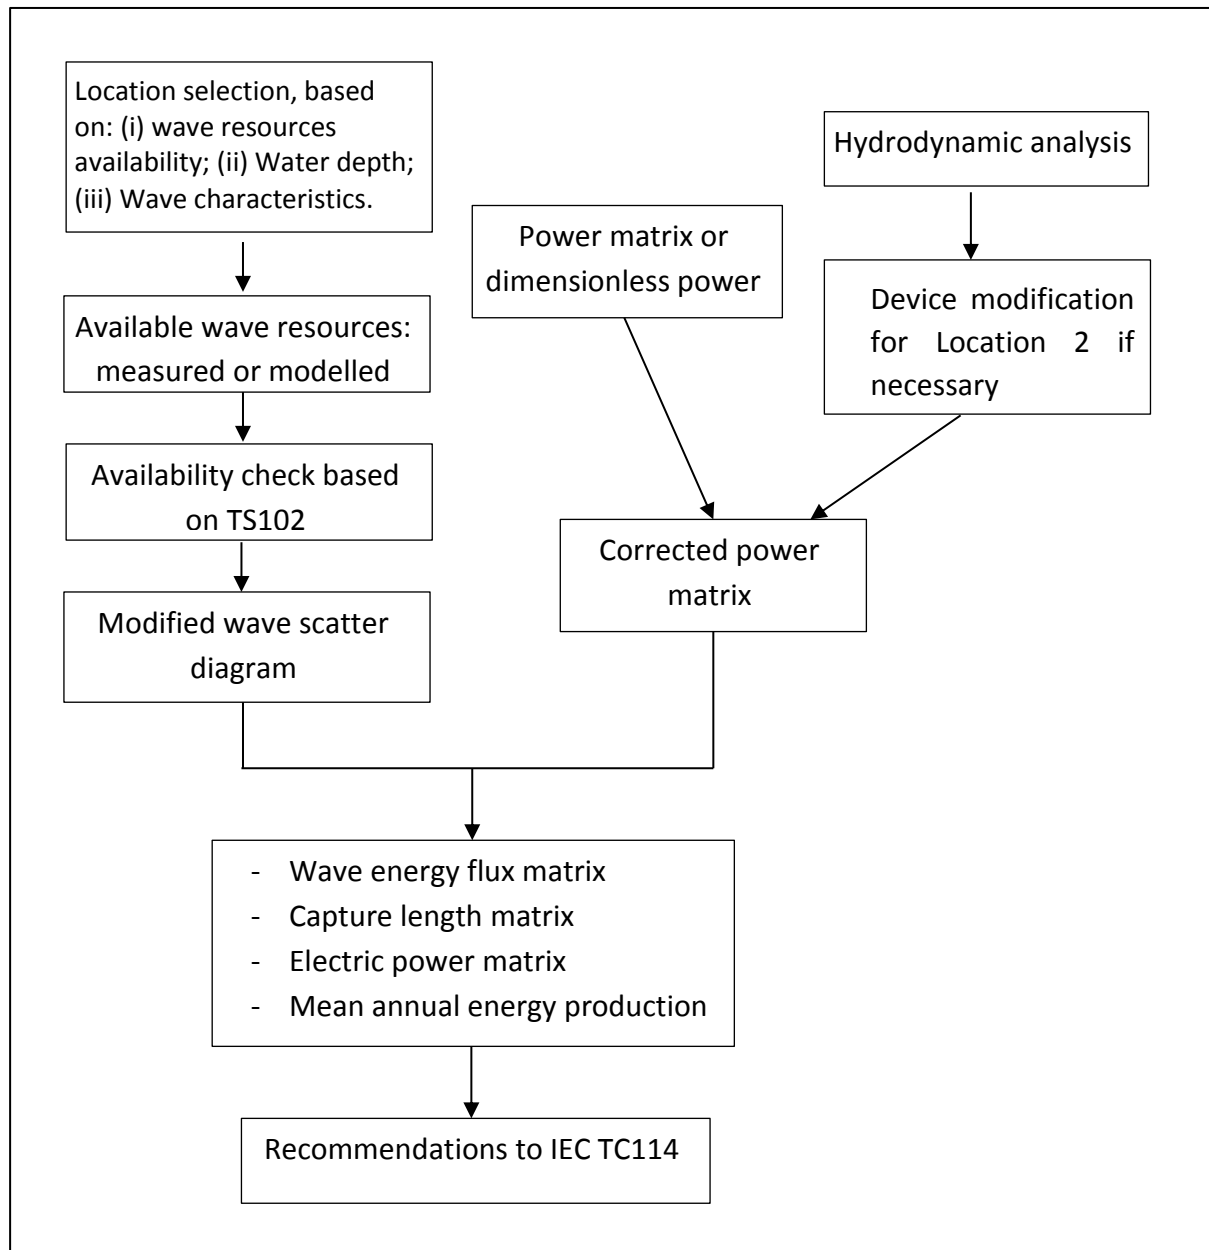 Location selection, based
on: (i) wave resources
availability; (ii) Water depth;
(iii) Wave characteristics.
Available wave resources:
measured or modelled
Availability check based
on TS102
Modified wave scatter
diagram
Power matrix or
dimensionless power
Hydrodynamic analysis
Device modification
for Location 2 if
necessary
Corrected power
matrix
- Wave energy flux matrix
- Capture length matrix
- Electric power matrix
- Mean annual energy production
Recommendations to IEC TC114